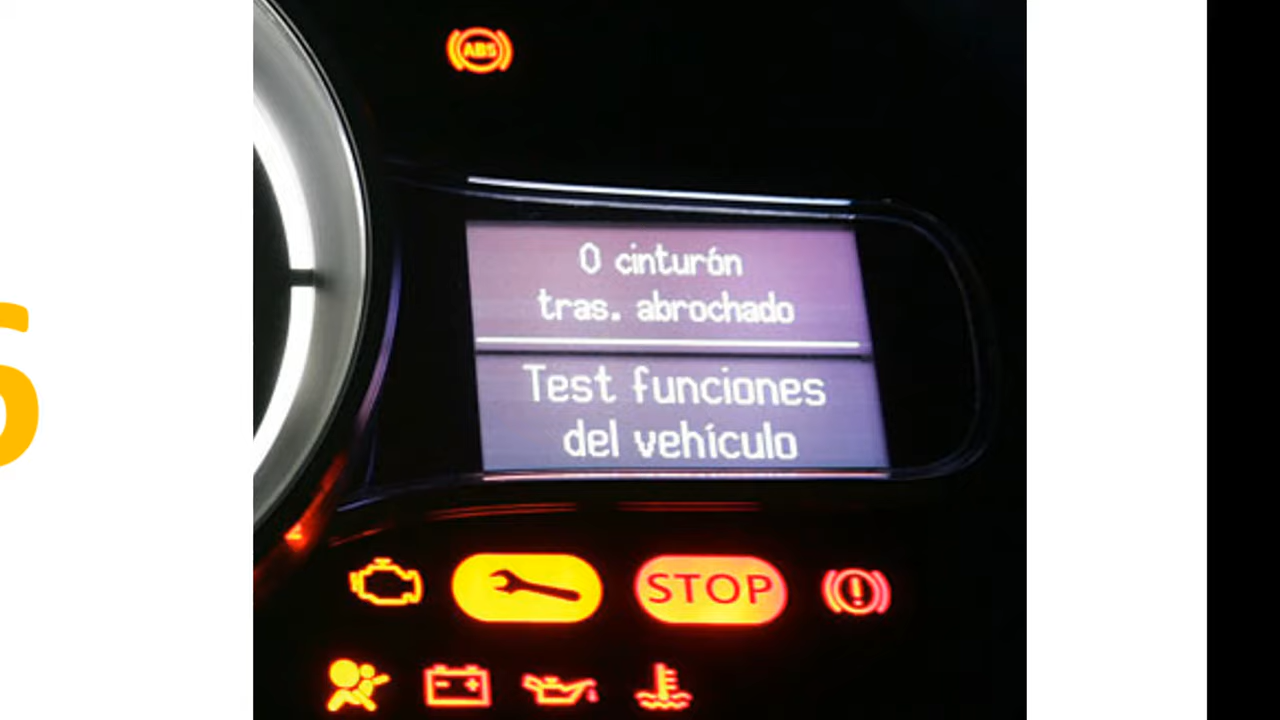 ABS
0 cinturón
tras. abrochado
Test funciones
del vehículo
STOP